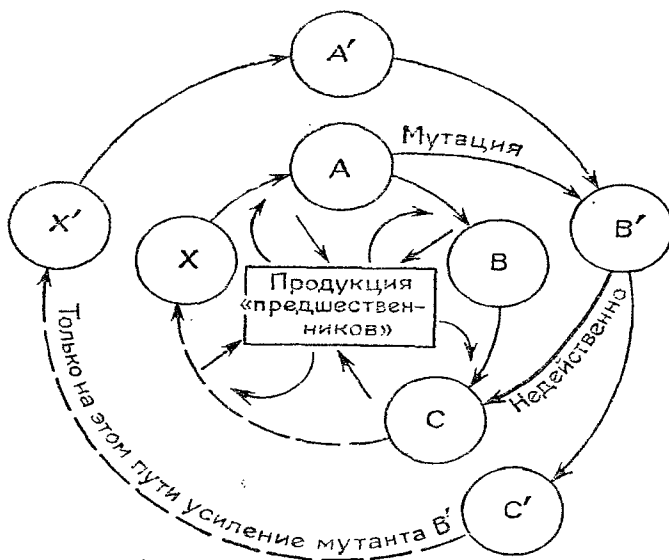 A′
Мутация
A
X′
B′
X
B
Продукция
«предшествен-
ников»
Недейственно
C
Только на этом пути усиление мутанта B′
C′